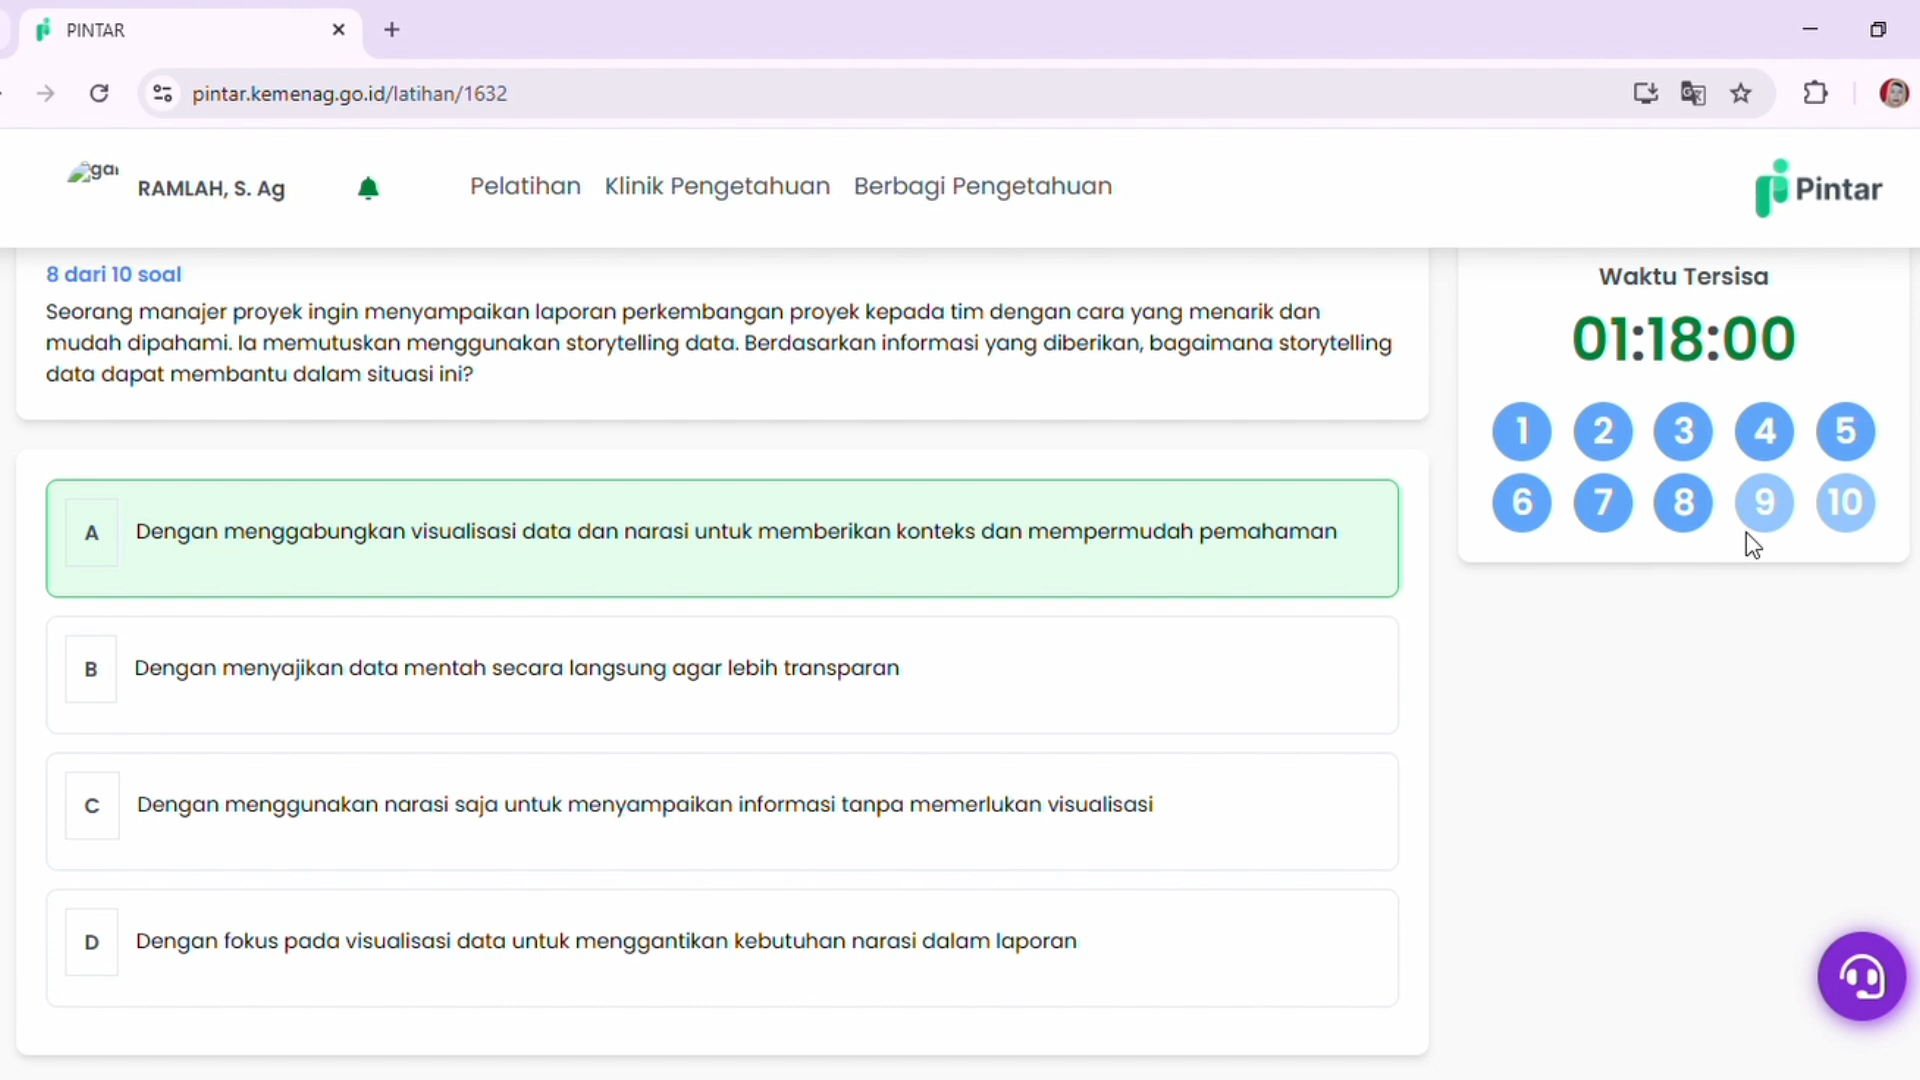 PINTAR
pintar.kemenag.go.id/latihan/1632
RAMLAH, S. Ag
Pelatihan
Klinik Pengetahuan
Berbagi Pengetahuan
Pintar
8 dari 10 soal
Seorang manajer proyek ingin menyampaikan laporan perkembangan proyek kepada tim dengan cara yang menarik dan
mudah dipahami. Ia memutuskan menggunakan storytelling data. Berdasarkan informasi yang diberikan, bagaimana storytelling
data dapat membantu dalam situasi ini?
A Dengan menggabungkan visualisasi data dan narasi untuk memberikan konteks dan mempermudah pemahaman
B Dengan menyajikan data mentah secara langsung agar lebih transparan
C Dengan menggunakan narasi saja untuk menyampaikan informasi tanpa memerlukan visualisasi
D Dengan fokus pada visualisasi data untuk menggantikan kebutuhan narasi dalam laporan
Waktu Tersisa
01:18:00
1 2 3 4 5
6 7 8 9 10